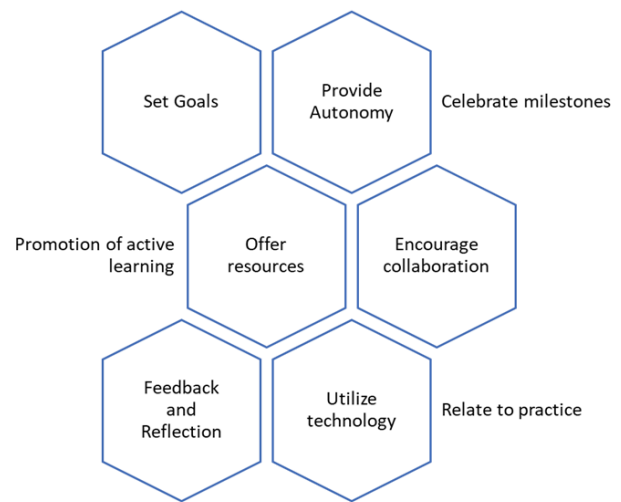 Set Goals
Provide
Autonomy
Celebrate milestones
Promotion of active
learning
Offer
resources
Encourage
collaboration
Feedback
and
Reflection
Utilize
technology
Relate to practice